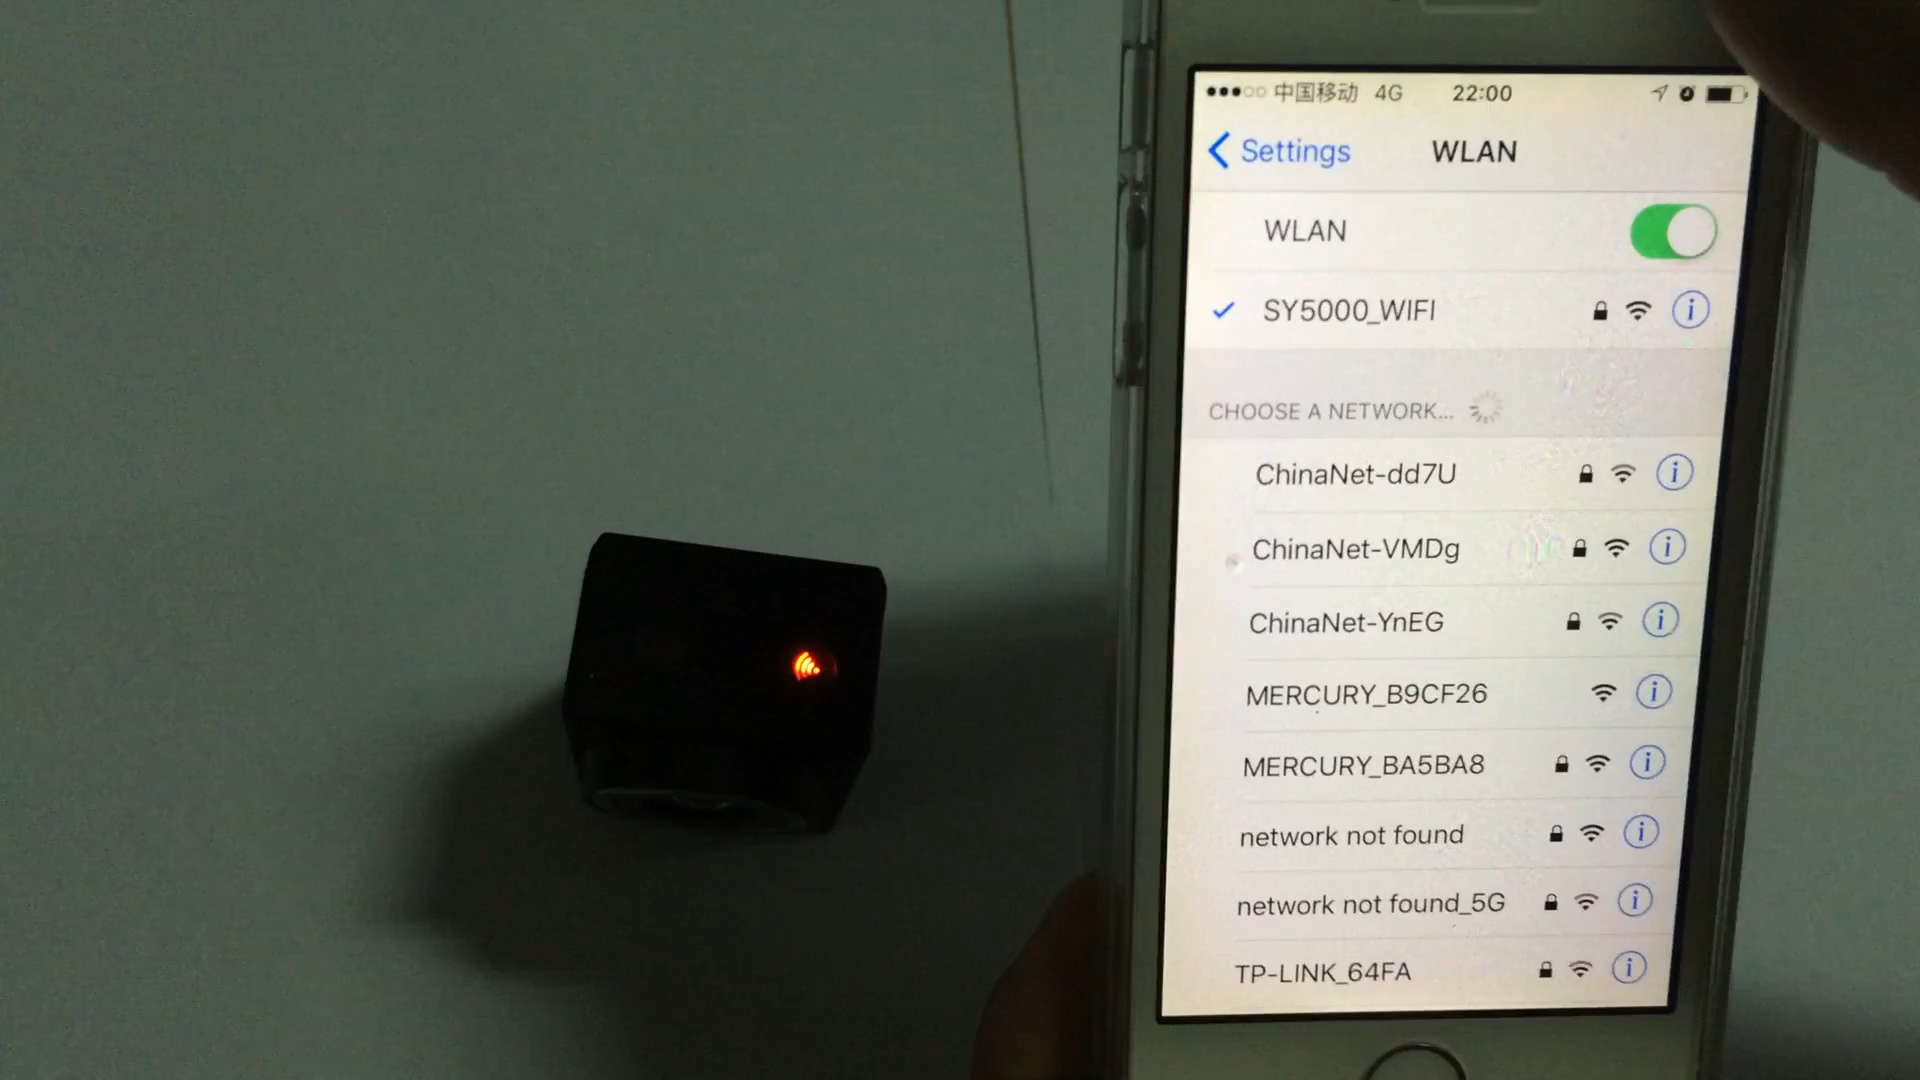 中国移动 4G 22:00
Settings WLAN
WLAN
SY5000_WIFI
CHOOSE A NETWORK...
ChinaNet-dd7U
ChinaNet-VMDg
ChinaNet-YnEG
MERCURY_B9CF26
MERCURY_BA5BA8
network not found
network not found_5G
TP-LINK_64FA